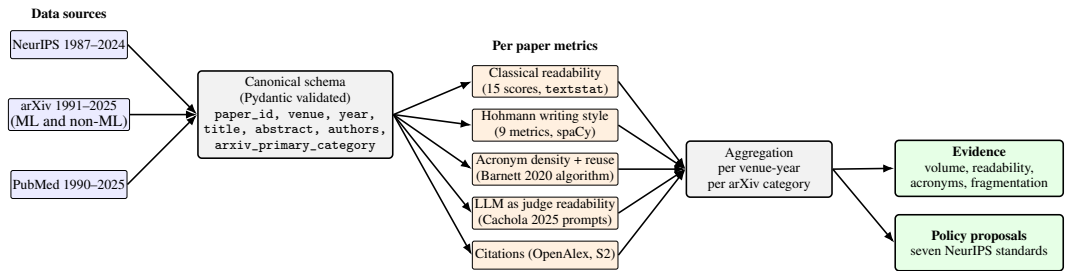 Data sources
NeurIPS 1987–2024
arXiv 1991–2025
(ML and non-ML)
PubMed 1990–2025
Canonical schema
(Pydantic validated)
paper_id, venue, year,
title, abstract, authors,
arxiv_primary_category
Per paper metrics
Classical readability
(15 scores, textstat)
Hohmann writing style
(9 metrics, spaCy)
Acronym density + reuse
(Barnett 2020 algorithm)
LLM as judge readability
(Cachola 2025 prompts)
Citations (OpenAlex, S2)
Aggregation
per venue-year
per arXiv category
Evidence
volume, readability,
acronyms, fragmentation
Policy proposals
seven NeurIPS standards